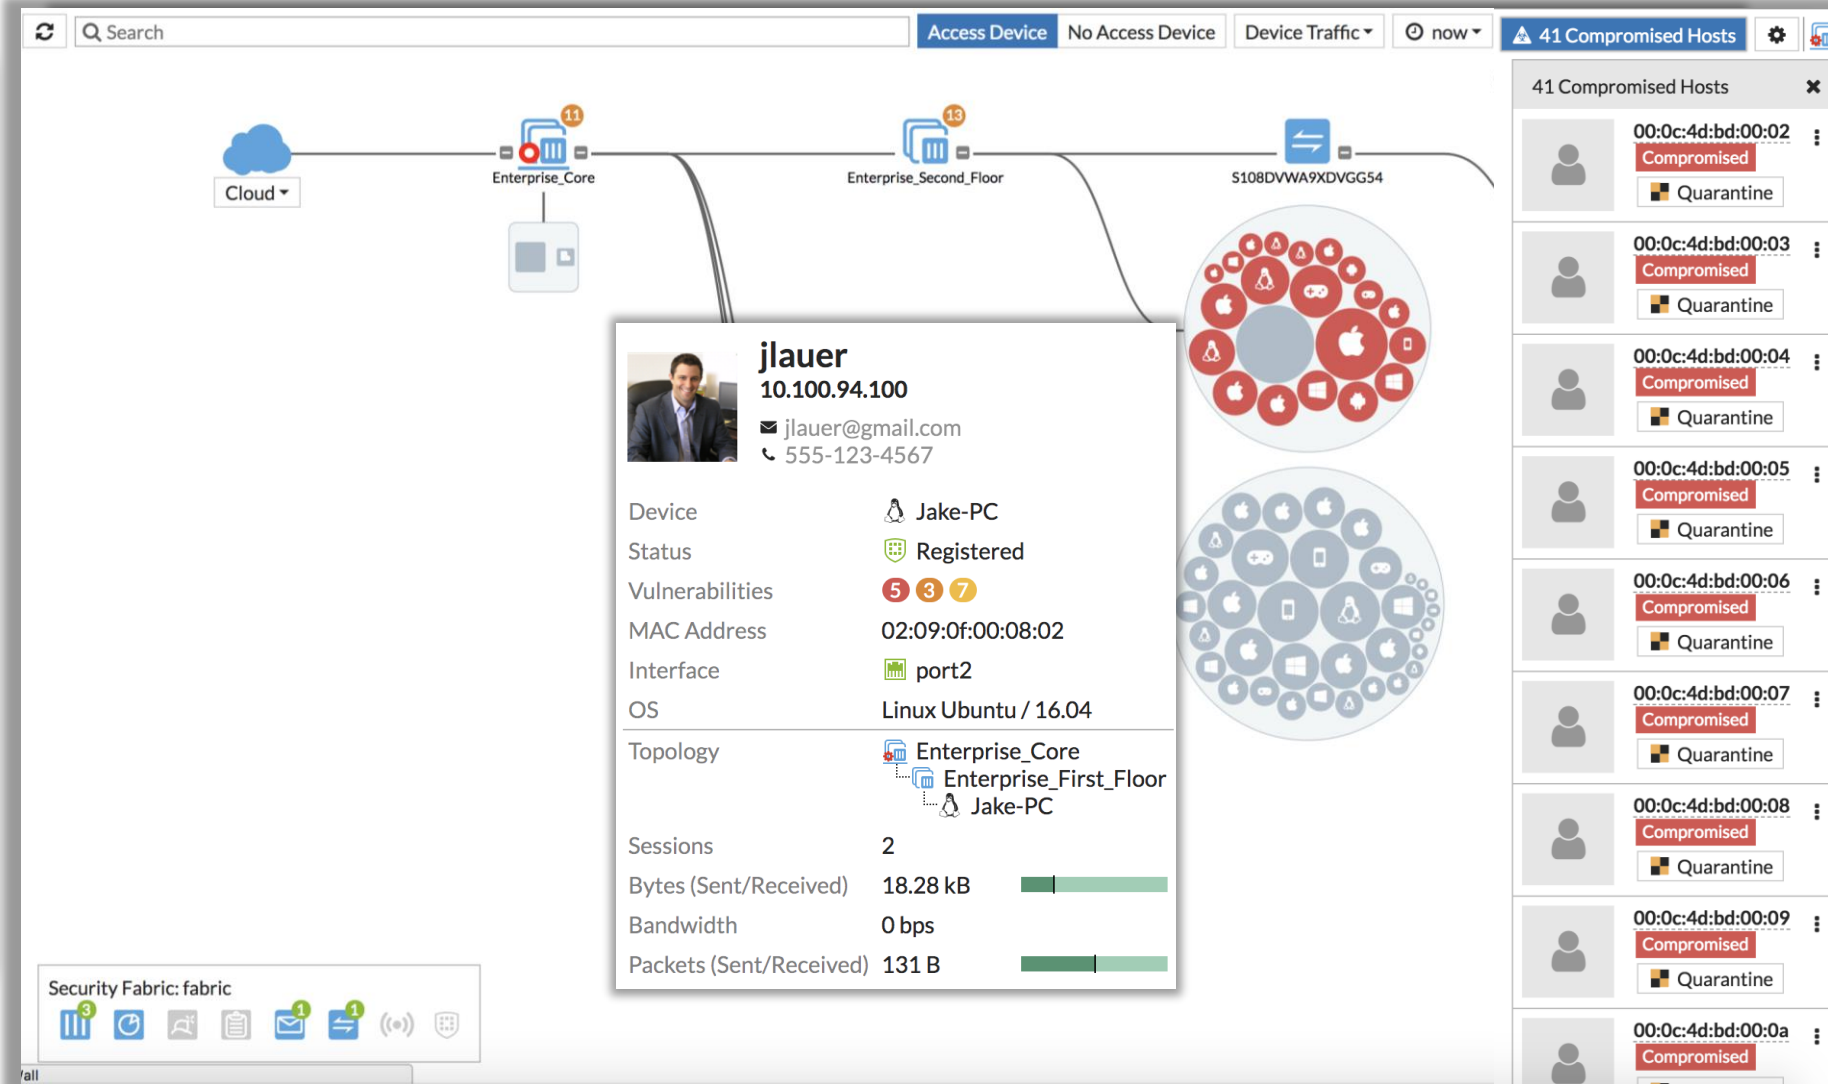 Search
Access Device
No Access Device
Device Traffic
now
41 Compromised Hosts
41 Compromised Hosts
11
13
Cloud
Enterprise_Core
Enterprise_Second_Floor
S108DVWA9XDVGG54
jlauer
10.100.94.100
jlauer@gmail.com
555-123-4567
Device Jake-PC
Status Registered
Vulnerabilities 5 3 7
MAC Address 02:09:0f:00:08:02
Interface port2
OS Linux Ubuntu / 16.04
Topology Enterprise_Core
Enterprise_First_Floor
Jake-PC
Sessions 2
Bytes (Sent/Received) 18.28 kB
Bandwidth 0 bps
Packets (Sent/Received) 131 B
Security Fabric: fabric
3 1 1
00:0c:4d:bd:00:02
Compromised
Quarantine
00:0c:4d:bd:00:03
Compromised
Quarantine
00:0c:4d:bd:00:04
Compromised
Quarantine
00:0c:4d:bd:00:05
Compromised
Quarantine
00:0c:4d:bd:00:06
Compromised
Quarantine
00:0c:4d:bd:00:07
Compromised
Quarantine
00:0c:4d:bd:00:08
Compromised
Quarantine
00:0c:4d:bd:00:09
Compromised
Quarantine
00:0c:4d:bd:00:0a
Compromised